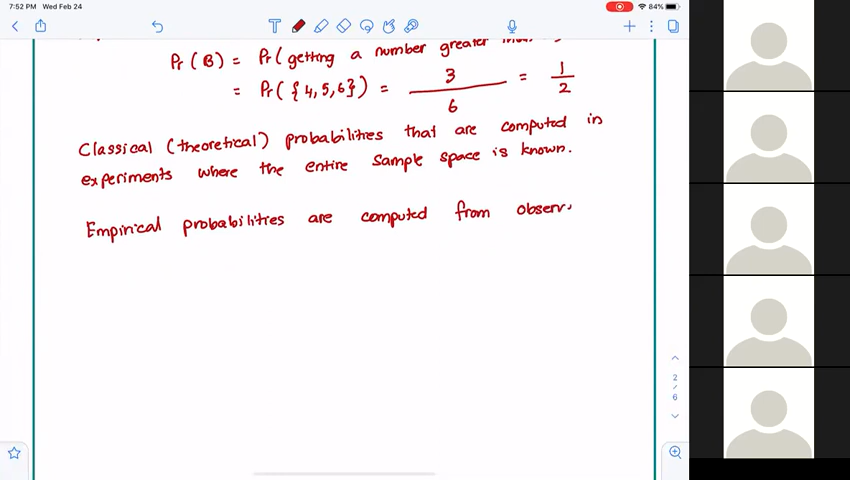 7:52 PM Wed Feb 24
84%
Pr (B) = Pr ( getting a number greater
= Pr ( { 4,5,6 } ) = 3/6 = 1/2
Classical (theoretical) probabilities that are computed in
experiments where the entire sample space is known.
Empirical probabilities are computed from observ
2/6